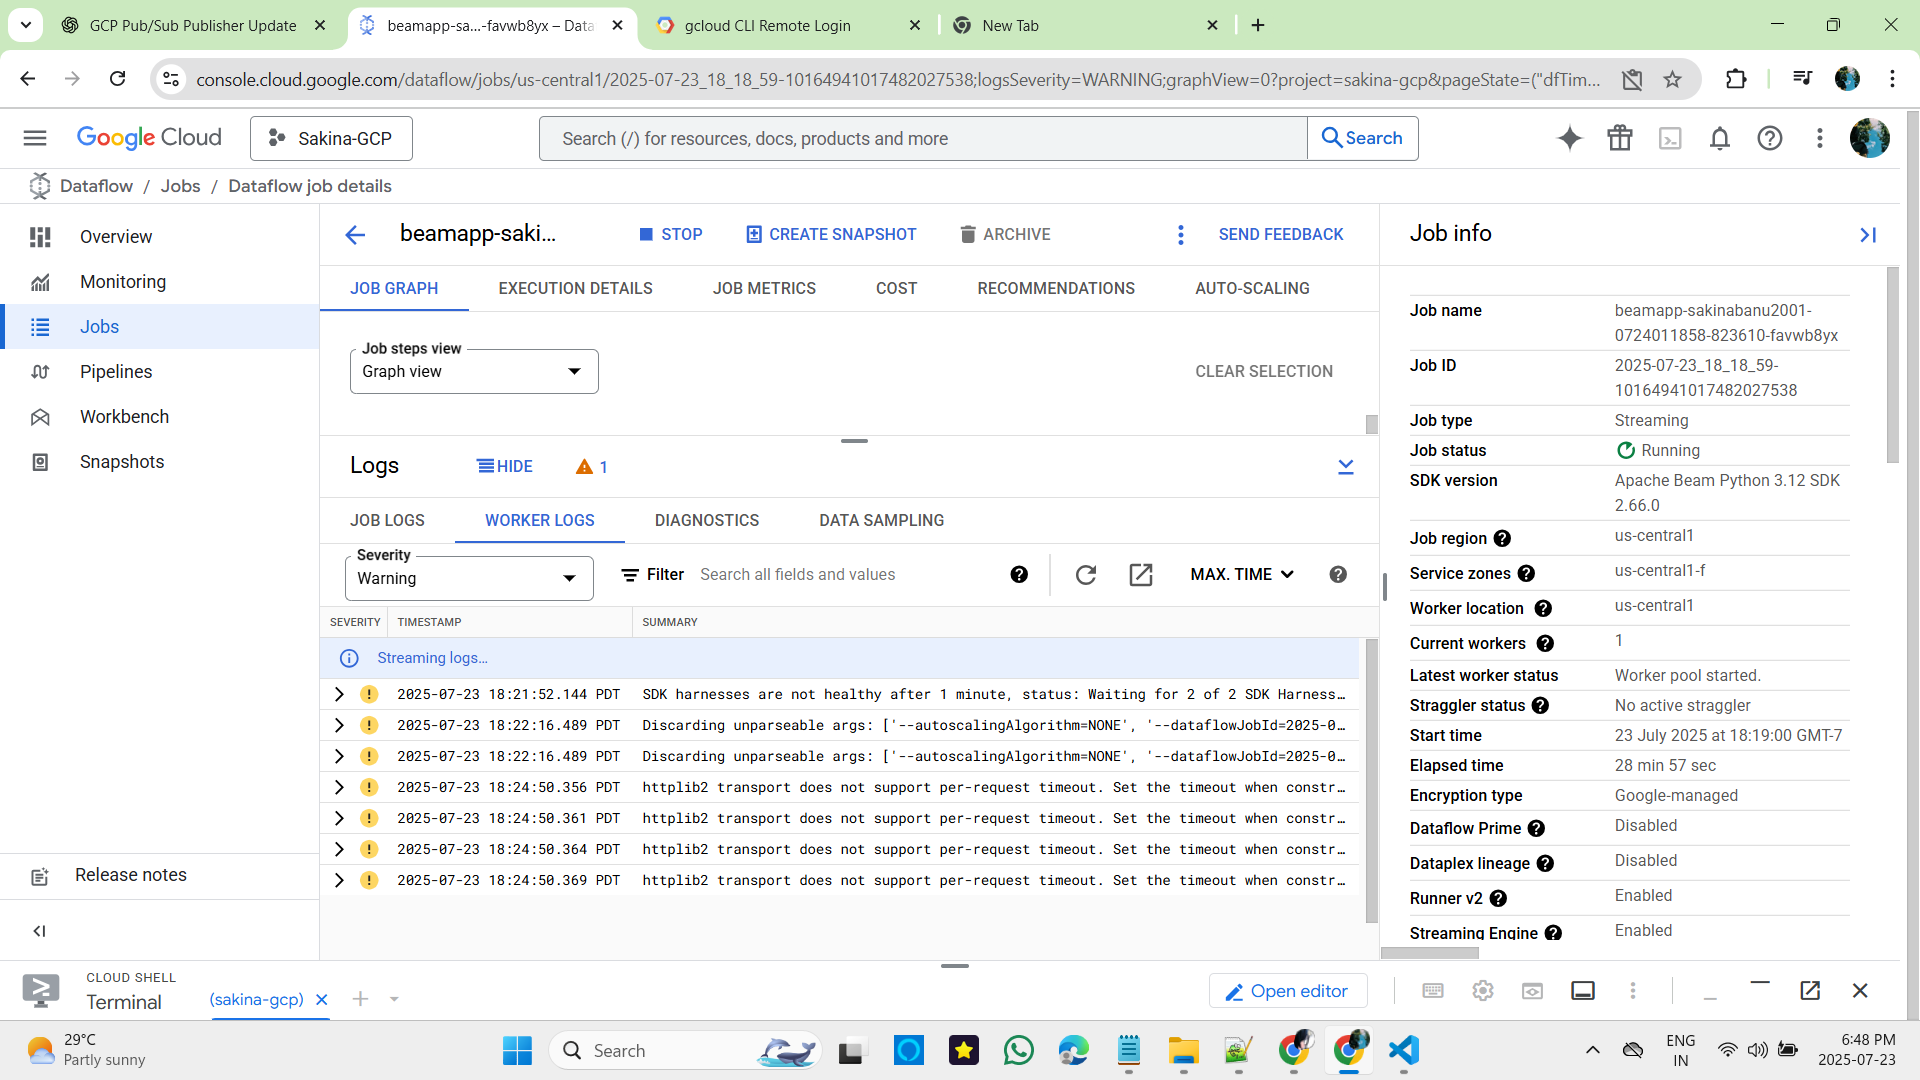 GCP Pub/Sub Publisher Update
beamapp-sa...-favwb8yx – Data
gcloud CLI Remote Login
New Tab
console.cloud.google.com/dataflow/jobs/us-central1/2025-07-23_18_18_59-10164941017482027538;logsSeverity=WARNING;graphView=0?project=sakina-gcp&pageState=("dfTim...
Google Cloud
Sakina-GCP
Search (/) for resources, docs, products and more
Search
Dataflow / Jobs / Dataflow job details
Overview
Monitoring
Jobs
Pipelines
Workbench
Snapshots
Release notes
beamapp-saki...
STOP
CREATE SNAPSHOT
ARCHIVE
SEND FEEDBACK
JOB GRAPH
EXECUTION DETAILS
JOB METRICS
COST
RECOMMENDATIONS
AUTO-SCALING
Job steps view
Graph view
CLEAR SELECTION
Logs
HIDE
1
JOB LOGS
WORKER LOGS
DIAGNOSTICS
DATA SAMPLING
Severity
Warning
Filter
Search all fields and values
MAX. TIME
SEVERITY TIMESTAMP SUMMARY
Streaming logs...
2025-07-23 18:21:52.144 PDT SDK harnesses are not healthy after 1 minute, status: Waiting for 2 of 2 SDK Harness…
2025-07-23 18:22:16.489 PDT Discarding unparseable args: ['--autoscalingAlgorithm=NONE', '--dataflowJobId=2025-0…
2025-07-23 18:22:16.489 PDT Discarding unparseable args: ['--autoscalingAlgorithm=NONE', '--dataflowJobId=2025-0…
2025-07-23 18:24:50.356 PDT httplib2 transport does not support per-request timeout. Set the timeout when constr…
2025-07-23 18:24:50.361 PDT httplib2 transport does not support per-request timeout. Set the timeout when constr…
2025-07-23 18:24:50.364 PDT httplib2 transport does not support per-request timeout. Set the timeout when constr…
2025-07-23 18:24:50.369 PDT httplib2 transport does not support per-request timeout. Set the timeout when constr…
Job info
Job name beamapp-sakinabanu2001-
0724011858-823610-favwb8yx
Job ID 2025-07-23_18_18_59-
10164941017482027538
Job type Streaming
Job status Running
SDK version Apache Beam Python 3.12 SDK
2.66.0
Job region us-central1
Service zones us-central1-f
Worker location us-central1
Current workers 1
Latest worker status Worker pool started.
Straggler status No active straggler
Start time 23 July 2025 at 18:19:00 GMT-7
Elapsed time 28 min 57 sec
Encryption type Google-managed
Dataflow Prime Disabled
Dataplex lineage Disabled
Runner v2 Enabled
Streaming Engine Enabled
CLOUD SHELL
Terminal
(sakina-gcp)
Open editor
29°C
Partly sunny
Search
ENG
IN
6:48 PM
2025-07-23